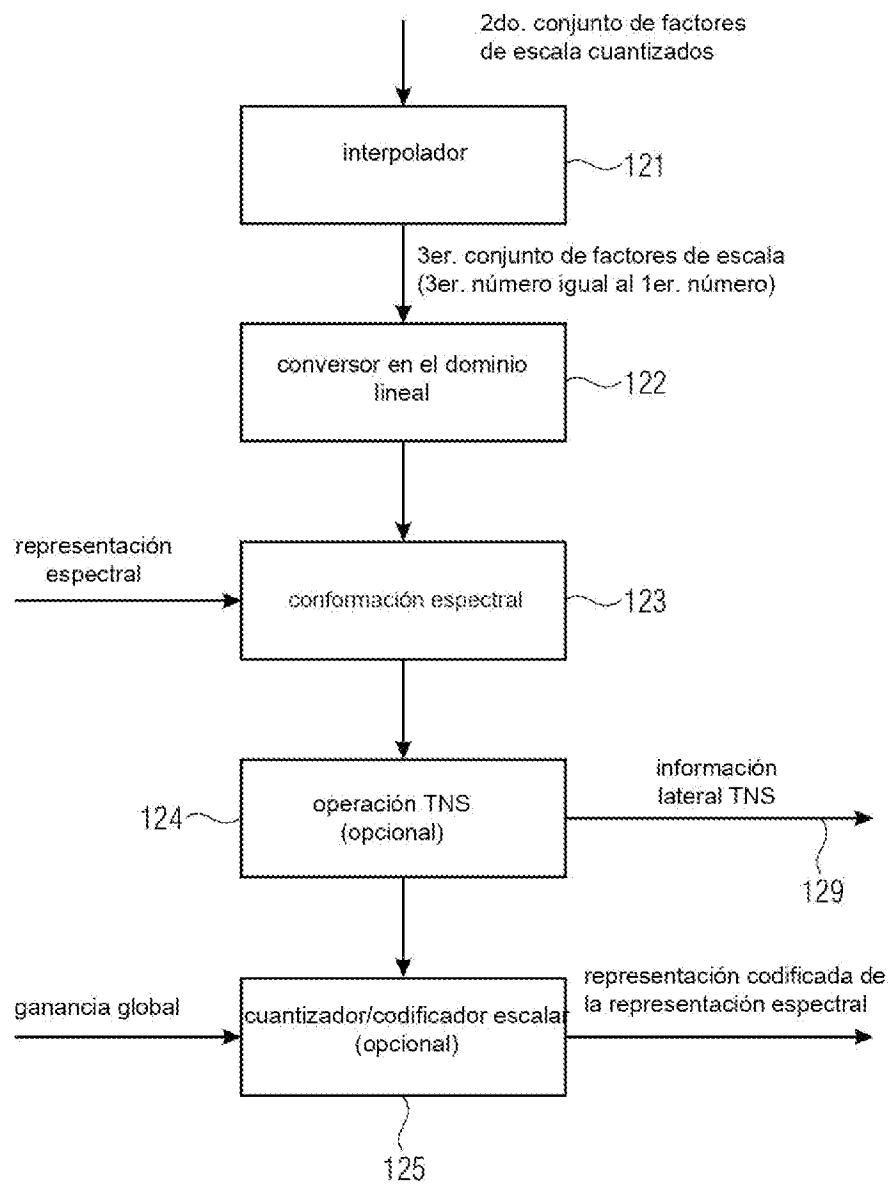 2do. conjunto de factores
de escala cuantizados
interpolador
121
3er. conjunto de factores de escala
(3er. número igual al 1er. número)
conversor en el dominio
lineal
122
representación
espectral
conformación espectral
123
información
lateral TNS
operación TNS
(opcional)
124
129
representación codificada de
la representación espectral
ganancia global
cuantizador/codificador escalar
(opcional)
125